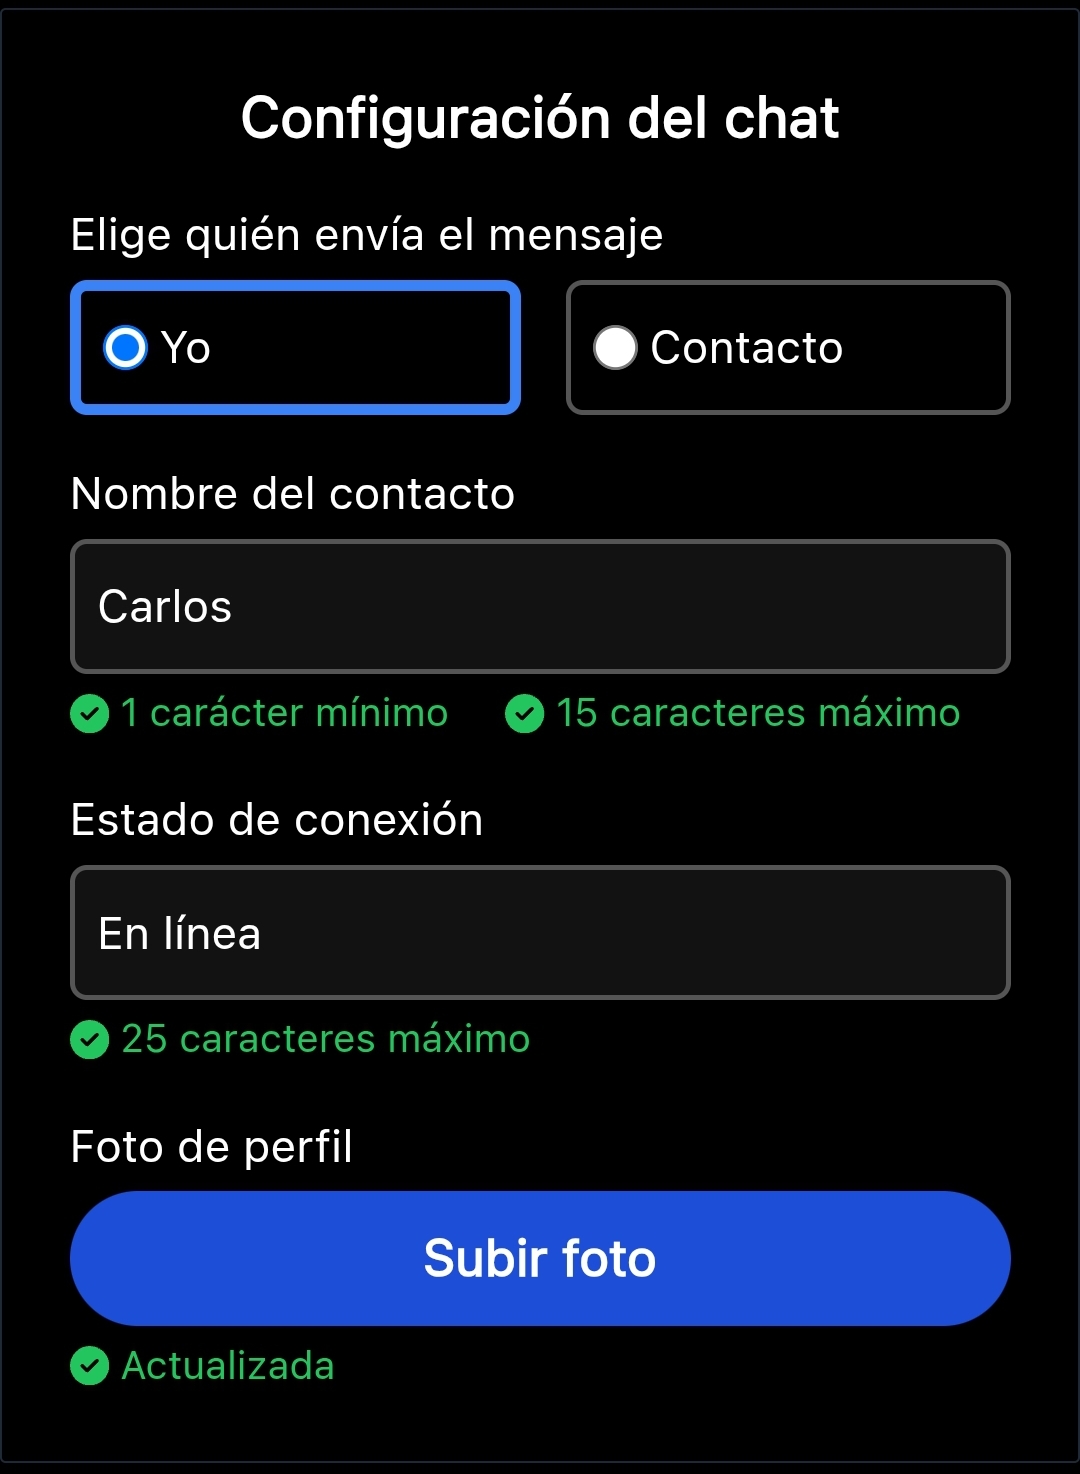 Configuración del chat
Elige quién envía el mensaje
Yo Contacto
Nombre del contacto
Carlos
1 carácter mínimo 15 caracteres máximo
Estado de conexión
En línea
25 caracteres máximo
Foto de perfil
Subir foto
Actualizada